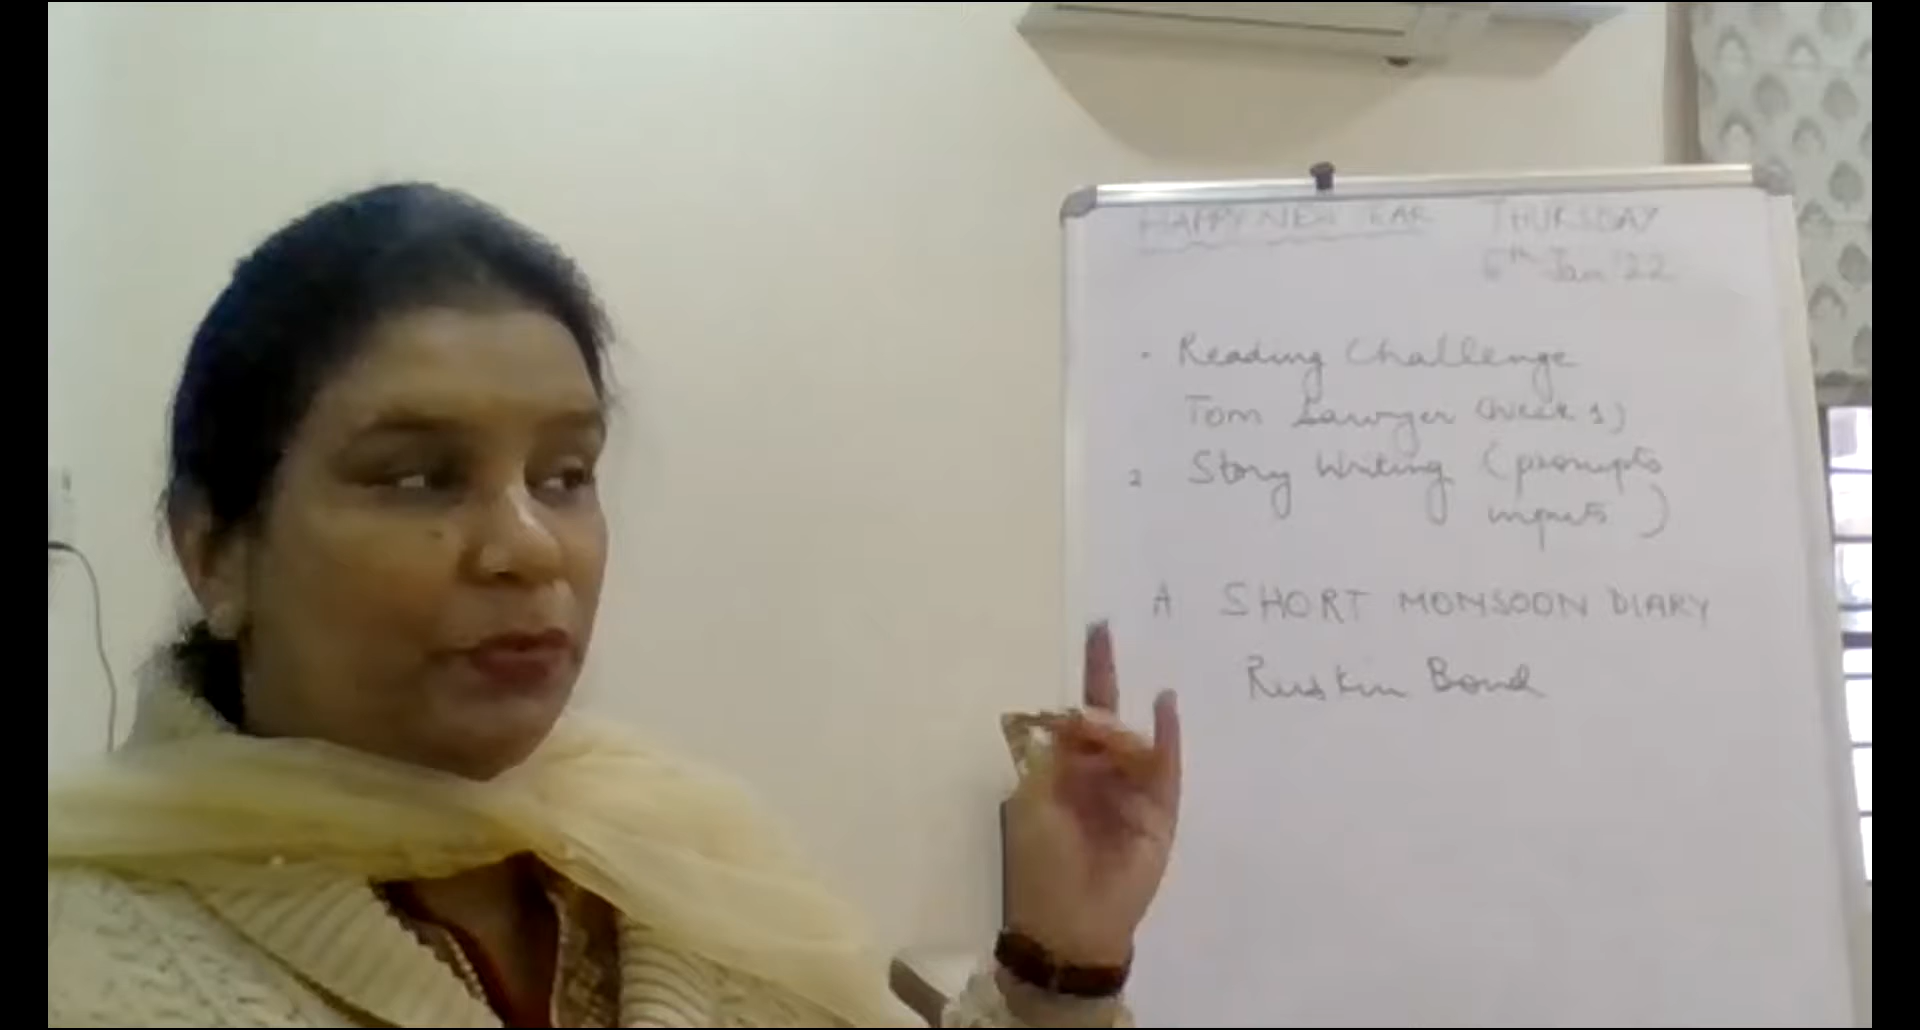 HAPPY NEW YEAR THURSDAY
6th Jan '22
• Reading Challenge
Tom Sawyer (Week 1)
2 Story Writing (prompts
inputs)
A SHORT MONSOON DIARY
Ruskin Bond